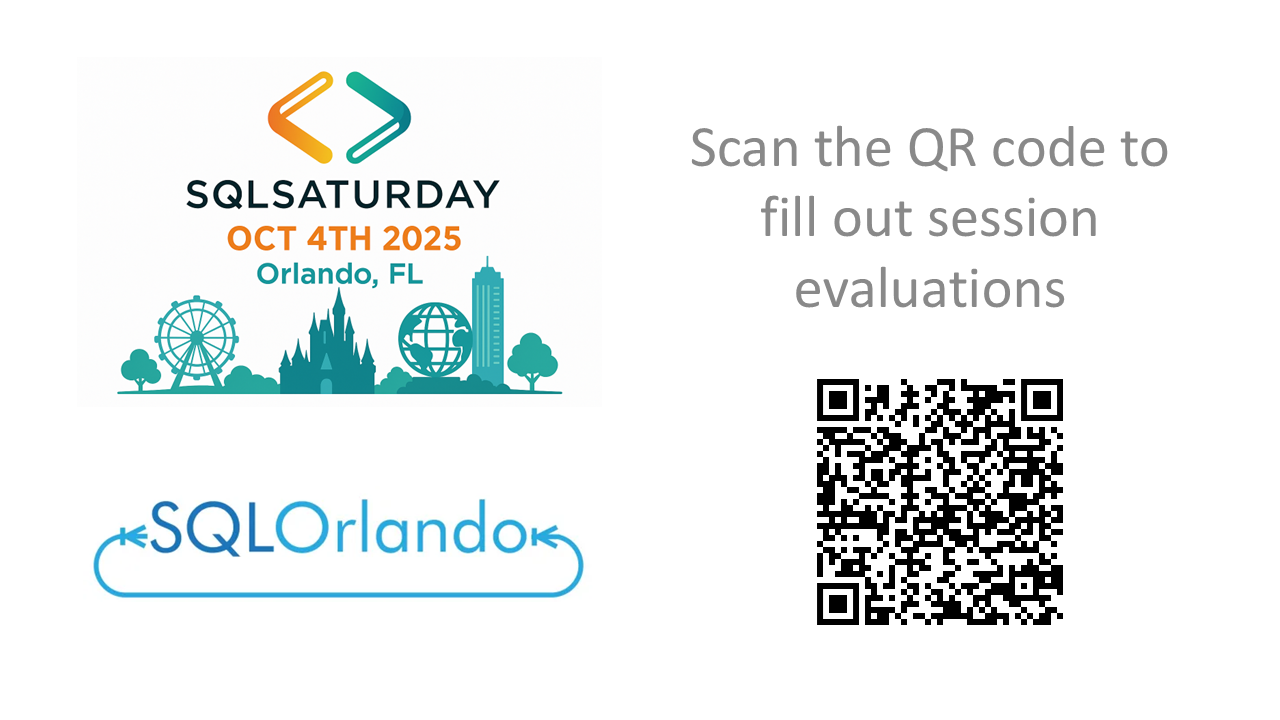 SQLSATURDAY
OCT 4TH 2025
Orlando, FL
SQLOrlando
Scan the QR code to
fill out session
evaluations